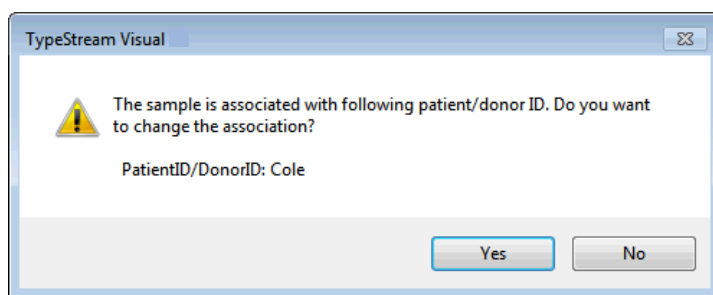 TypeStream Visual
The sample is associated with following patient/donor ID. Do you want
to change the association?
PatientID/DonorID: Cole
Yes
No